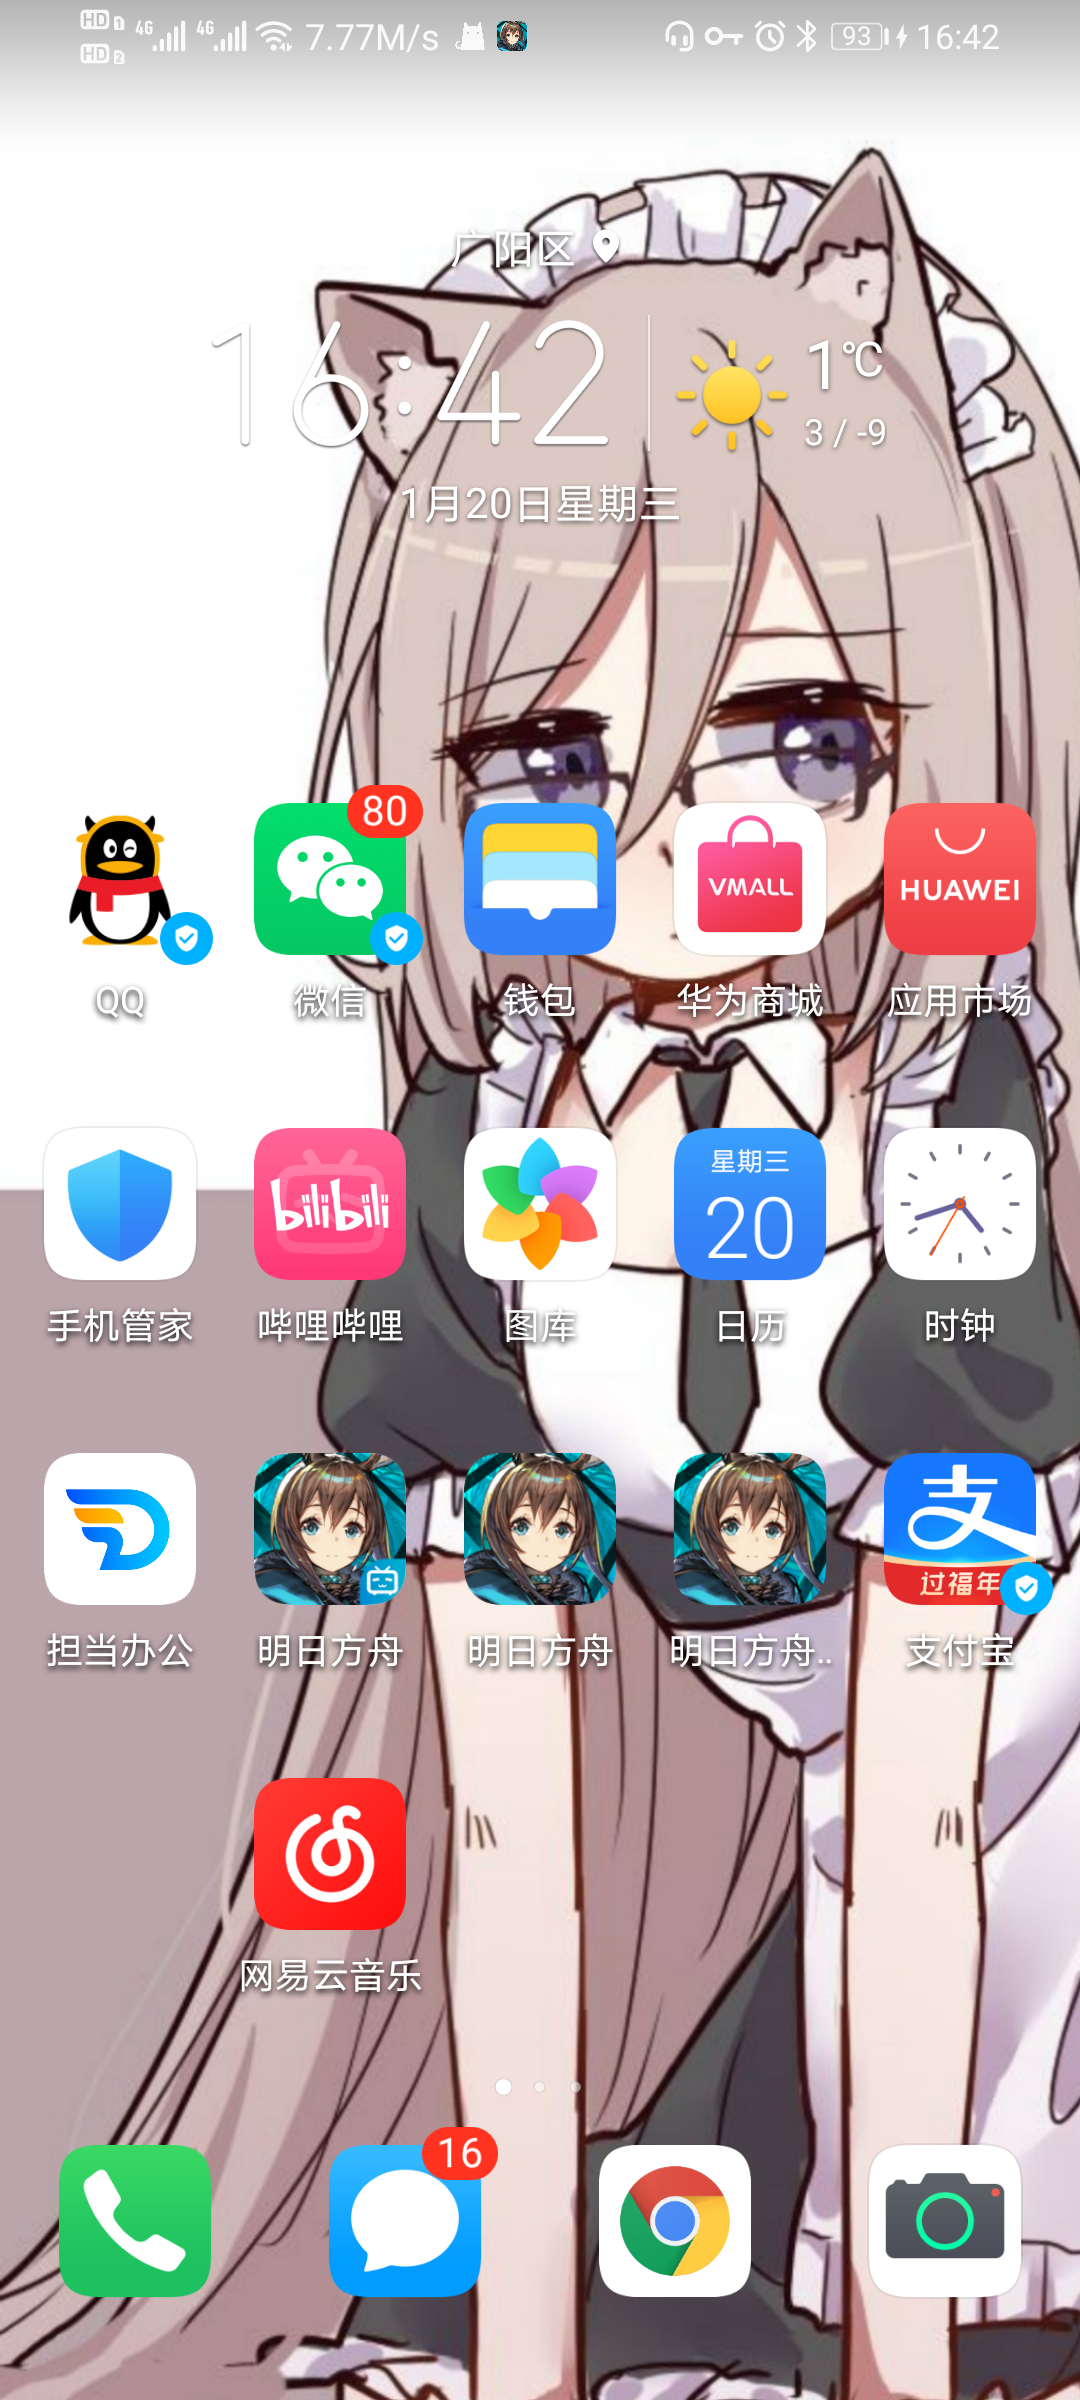 HD 1 4G 4G 7.77M/s 93 16:42
HD 2
广阳区
16:42 1℃
3 / -9
1月20日星期三
80
VMALL
HUAWEI
QQ 微信 钱包 华为商城 应用市场
bilibili
星期三
20
手机管家 哔哩哔哩 图库 日历 时钟
支
过福年
担当办公 明日方舟 明日方舟 明日方舟.. 支付宝
网易云音乐
16